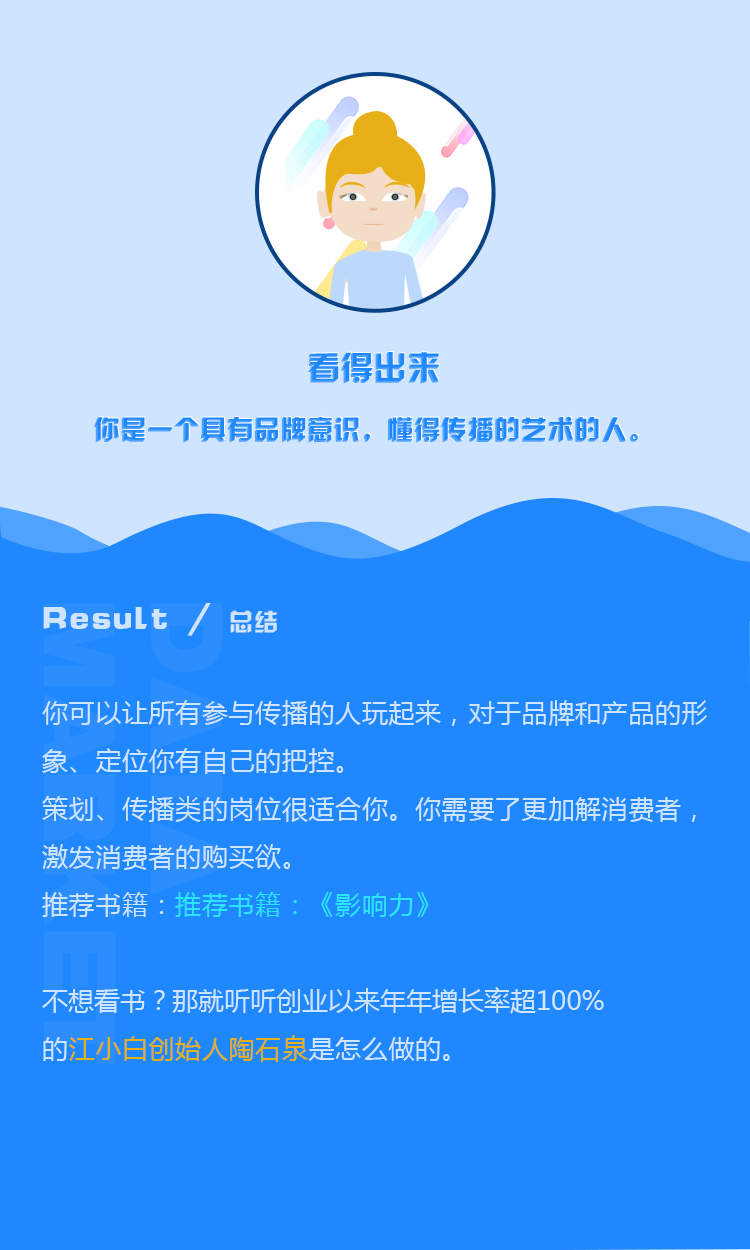 看得出来
你是一个具有品牌意识，懂得传播的艺术的人。
Result / 总结
DATA
MARKET
你可以让所有参与传播的人玩起来，对于品牌和产品的形
象、定位你有自己的把控。
策划、传播类的岗位很适合你。你需要了更加解消费者，
激发消费者的购买欲。
推荐书籍：推荐书籍：《影响力》
不想看书？那就听听创业以来年年增长率超100%
的江小白创始人陶石泉是怎么做的。